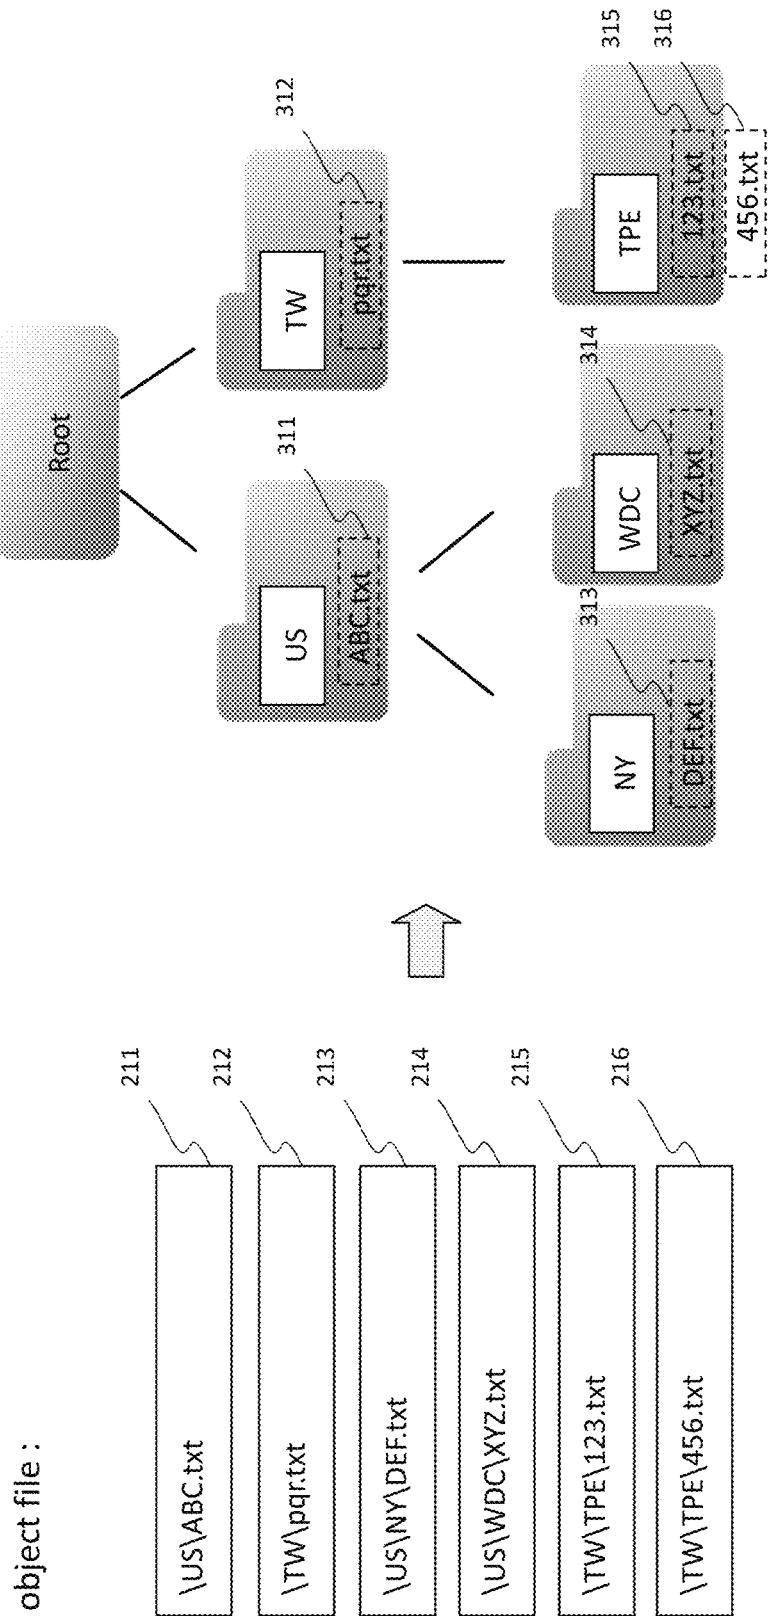 object file :
\US\ABC.txt
211
\TW\pqr.txt
212
\US\NY\DEF.txt
213
\US\WDC\XYZ.txt
214
\TW\TPE\123.txt
215
\TW\TPE\456.txt
216
Root
US
ABC.txt
311
TW
pqr.txt
312
NY
DEF.txt
313
WDC
XYZ.txt
314
TPE
123.txt
315
456.txt
316